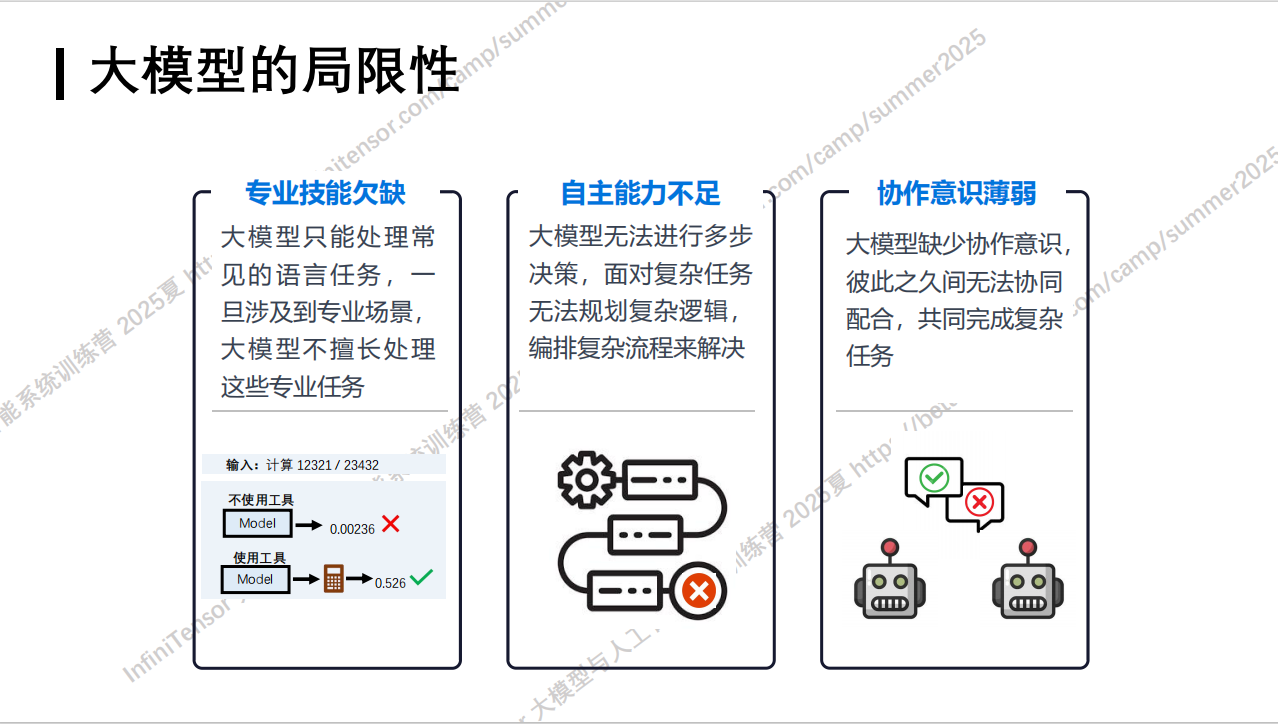 大模型的局限性
专业技能欠缺
大模型只能处理常
见的语言任务，一
旦涉及到专业场景，
大模型不擅长处理
这些专业任务
输入：计算 12321 / 23432
不使用工具
Model
0.00236
使用工具
Model
0.526
自主能力不足
大模型无法进行多步
决策，面对复杂任务
无法规划复杂逻辑，
编排复杂流程来解决
协作意识薄弱
大模型缺少协作意识，
彼此之久间无法协同
配合，共同完成复杂
任务
nitensor.com/camp/summer
.com/camp/summer2025
com/camp/summer2025
能系统训练营 2025夏 htt
InfiniTensor
训练营 202
大模型与人工
练营 2025夏 http
//bete